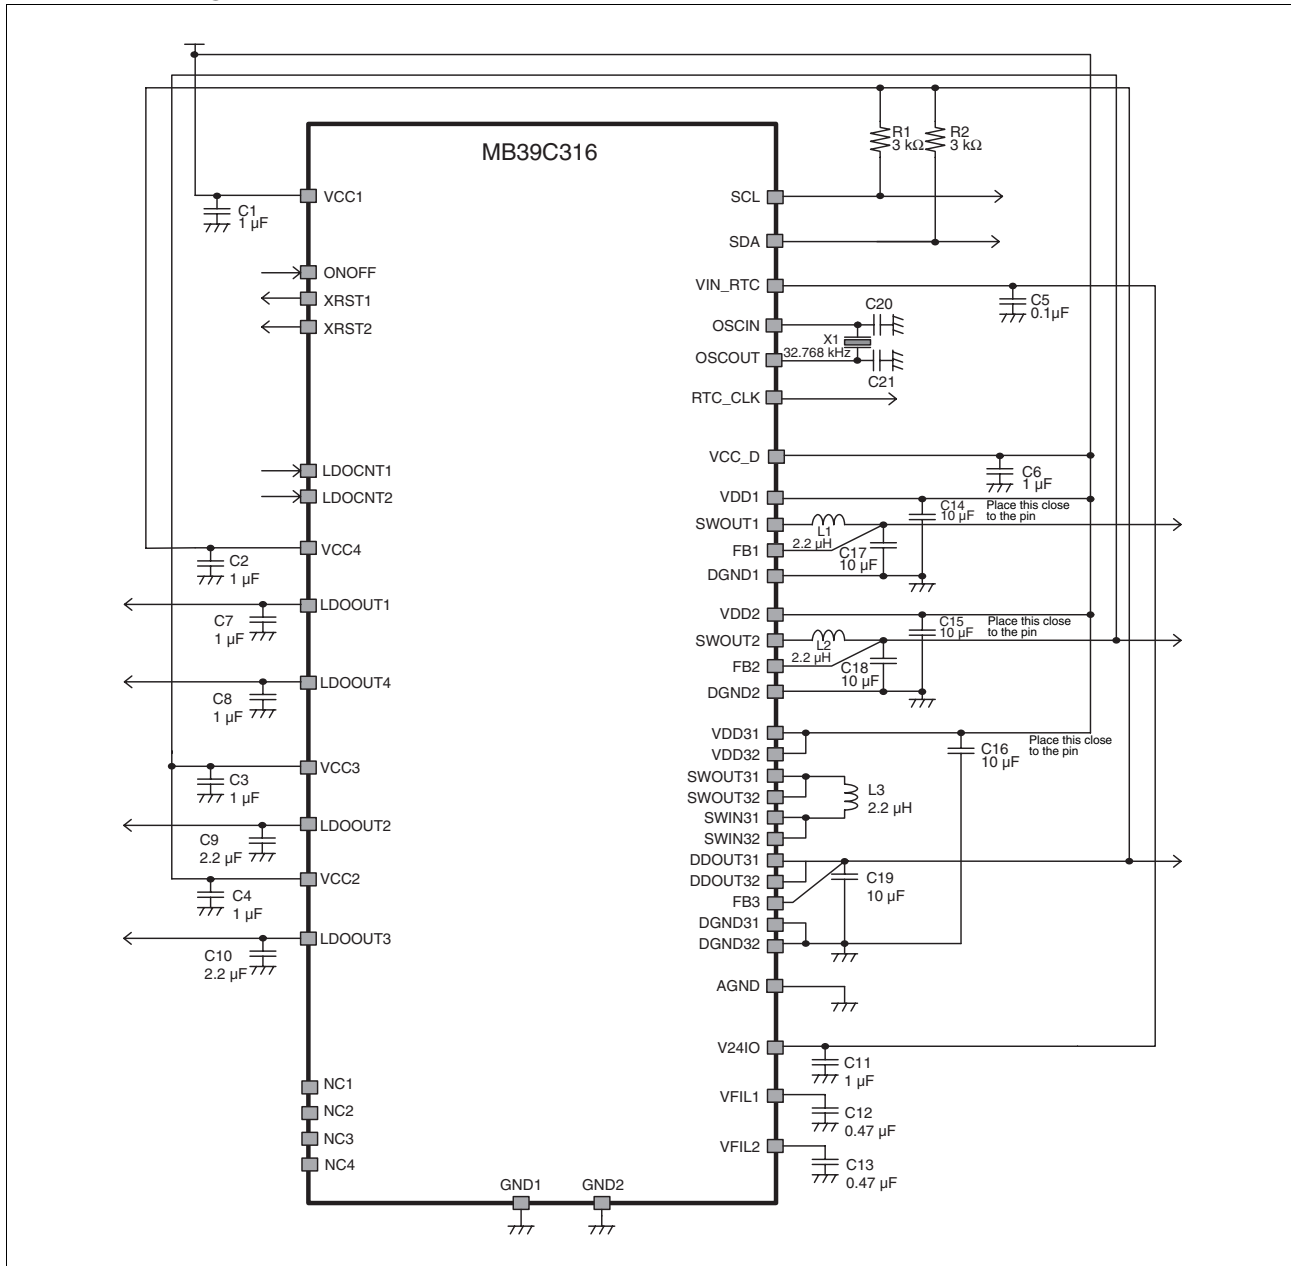 MB39C316
R1
3 kΩ
R2
3 kΩ
VCC1
C1
1 µF
SCL
SDA
ONOFF
XRST1
XRST2
VIN_RTC
C5
0.1µF
C20
OSCIN
X1
32.768 kHz
OSCOUT
C21
RTC_CLK
LDOCNT1
LDOCNT2
VCC_D
C6
1 µF
VDD1
C14
10 µF
Place this close
to the pin
SWOUT1
L1
2.2 µH
FB1
C17
10 µF
DGND1
VCC4
C2
1 µF
LDOOUT1
C7
1 µF
VDD2
C15
10 µF
Place this close
to the pin
SWOUT2
L2
2.2 µH
FB2
C18
10 µF
DGND2
LDOOUT4
C8
1 µF
VDD31
VDD32
C16
10 µF
Place this close
to the pin
VCC3
C3
1 µF
SWOUT31
SWOUT32
L3
2.2 µH
SWIN31
SWIN32
LDOOUT2
C9
2.2 µF
DDOUT31
DDOUT32
C19
10 µF
FB3
VCC2
C4
1 µF
DGND31
DGND32
LDOOUT3
C10
2.2 µF
AGND
V24IO
C11
1 µF
NC1
NC2
NC3
NC4
VFIL1
C12
0.47 µF
VFIL2
C13
0.47 µF
GND1
GND2